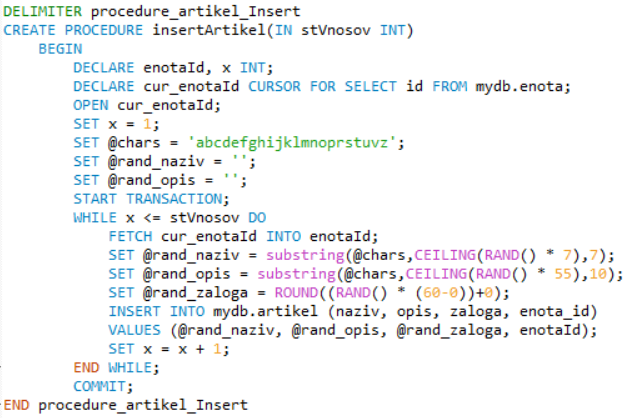 DELIMITER procedure_artikel_Insert
CREATE PROCEDURE insertArtikel(IN stVnosov INT)
    BEGIN
        DECLARE enotaId, x INT;
        DECLARE cur_enotaId CURSOR FOR SELECT id FROM mydb.enota;
        OPEN cur_enotaId;
        SET x = 1;
        SET @chars = 'abcdefghijklmnoprstuvz';
        SET @rand_naziv = '';
        SET @rand_opis = '';
        START TRANSACTION;
        WHILE x <= stVnosov DO
            FETCH cur_enotaId INTO enotaId;
            SET @rand_naziv = substring(@chars,CEILING(RAND() * 7),7);
            SET @rand_opis = substring(@chars,CEILING(RAND() * 55),10);
            SET @rand_zaloga = ROUND((RAND() * (60-0))+0);
            INSERT INTO mydb.artikel (naziv, opis, zaloga, enota_id)
            VALUES (@rand_naziv, @rand_opis, @rand_zaloga, enotaId);
            SET x = x + 1;
        END WHILE;
        COMMIT;
END procedure_artikel_Insert